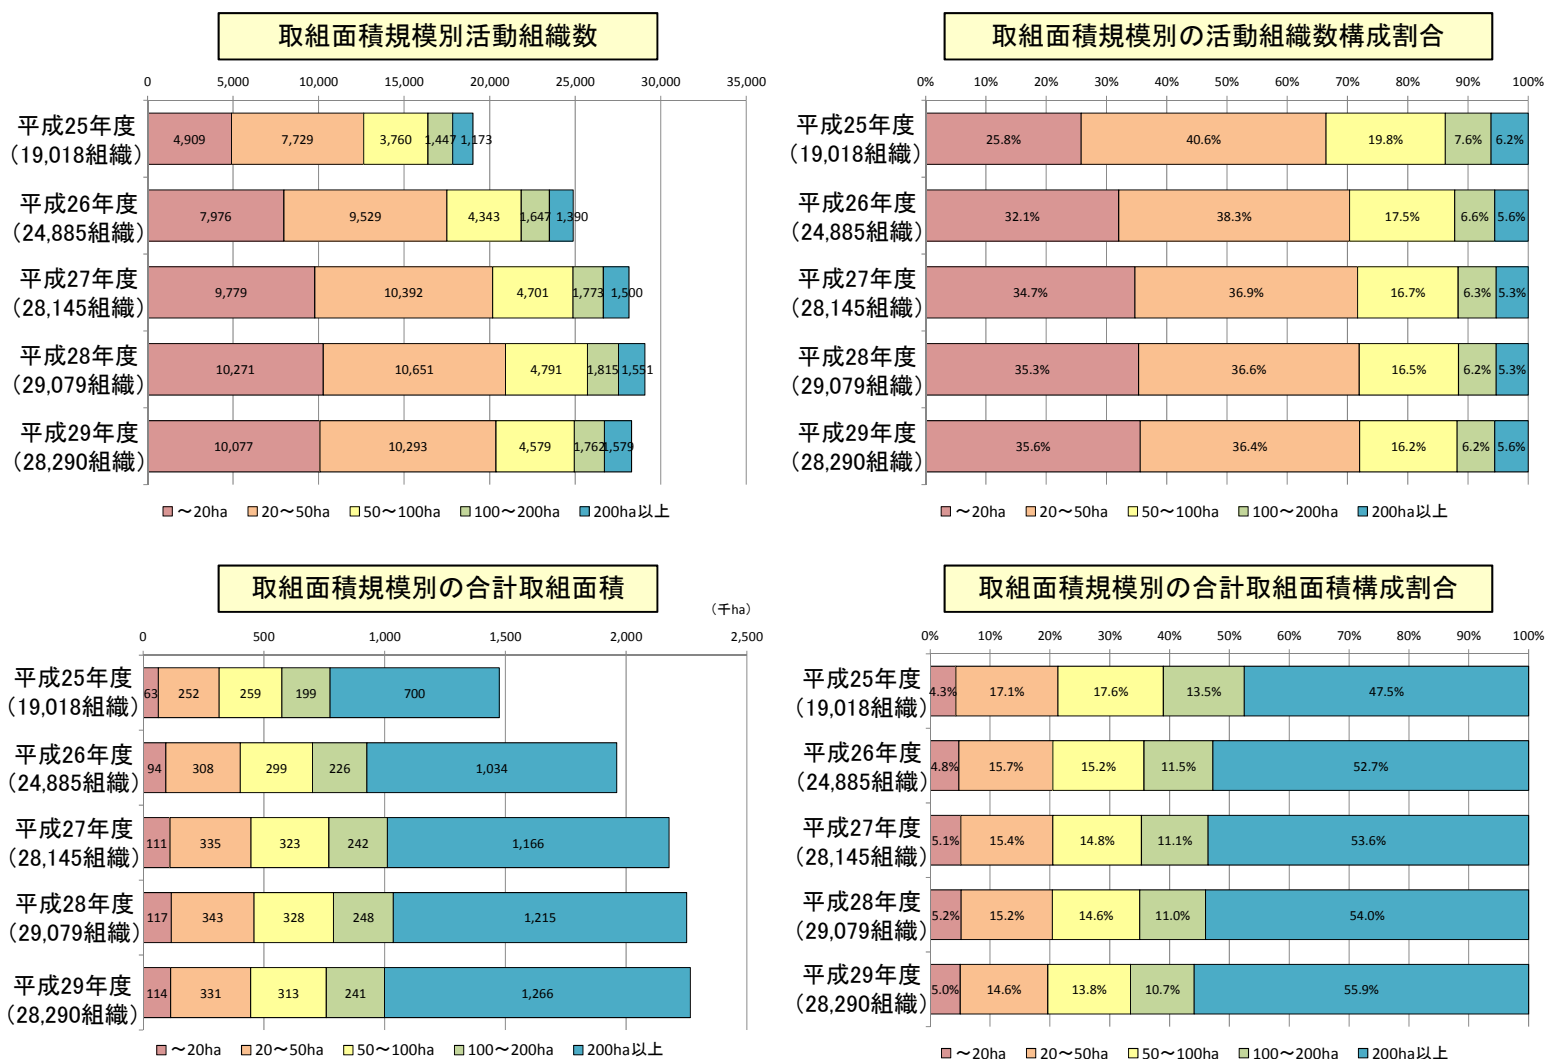 取組面積規模別活動組織数
0 5,000 10,000 15,000 20,000 25,000 30,000 35,000
平成25年度
（19,018組織）
4,909 7,729 3,760 1,447 1,173
平成26年度
（24,885組織）
7,976 9,529 4,343 1,647 1,390
平成27年度
（28,145組織）
9,779 10,392 4,701 1,773 1,500
平成28年度
（29,079組織）
10,271 10,651 4,791 1,815 1,551
平成29年度
（28,290組織）
10,077 10,293 4,579 1,762 1,579
～20ha 20～50ha 50～100ha 100～200ha 200ha以上
取組面積規模別の活動組織数構成割合
0% 10% 20% 30% 40% 50% 60% 70% 80% 90% 100%
平成25年度
（19,018組織）
25.8% 40.6% 19.8% 7.6% 6.2%
平成26年度
（24,885組織）
32.1% 38.3% 17.5% 6.6% 5.6%
平成27年度
（28,145組織）
34.7% 36.9% 16.7% 6.3% 5.3%
平成28年度
（29,079組織）
35.3% 36.6% 16.5% 6.2% 5.3%
平成29年度
（28,290組織）
35.6% 36.4% 16.2% 6.2% 5.6%
～20ha 20～50ha 50～100ha 100～200ha 200ha以上
取組面積規模別の合計取組面積
（千ha）
0 500 1,000 1,500 2,000 2,500
平成25年度
（19,018組織）
63 252 259 199 700
平成26年度
（24,885組織）
94 308 299 226 1,034
平成27年度
（28,145組織）
111 335 323 242 1,166
平成28年度
（29,079組織）
117 343 328 248 1,215
平成29年度
（28,290組織）
114 331 313 241 1,266
～20ha 20～50ha 50～100ha 100～200ha 200ha以上
取組面積規模別の合計取組面積構成割合
0% 10% 20% 30% 40% 50% 60% 70% 80% 90% 100%
平成25年度
（19,018組織）
4.3% 17.1% 17.6% 13.5% 47.5%
平成26年度
（24,885組織）
4.8% 15.7% 15.2% 11.5% 52.7%
平成27年度
（28,145組織）
5.1% 15.4% 14.8% 11.1% 53.6%
平成28年度
（29,079組織）
5.2% 15.2% 14.6% 11.0% 54.0%
平成29年度
（28,290組織）
5.0% 14.6% 13.8% 10.7% 55.9%
～20ha 20～50ha 50～100ha 100～200ha 200ha以上